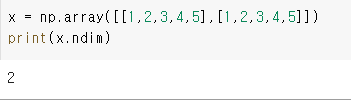 x = np.array([[1,2,3,4,5],[1,2,3,4,5]])
print(x.ndim)
2